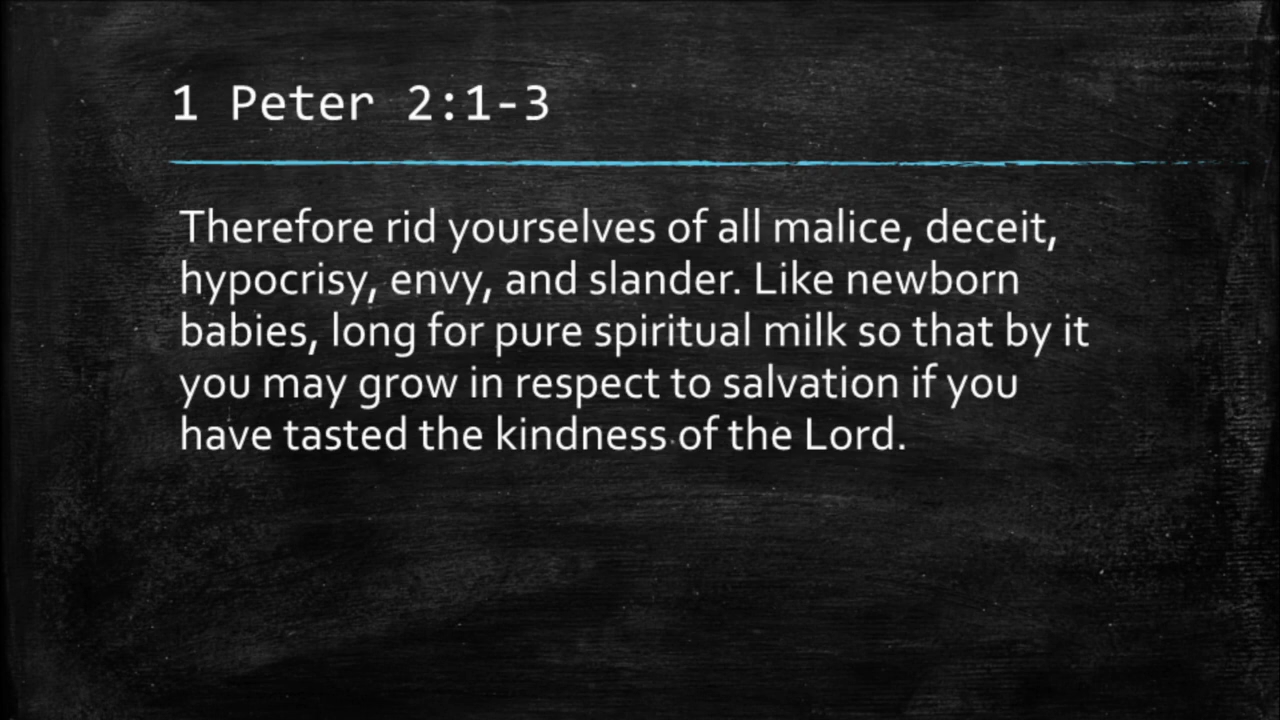 1 Peter 2:1-3
Therefore rid yourselves of all malice, deceit,
hypocrisy, envy, and slander. Like newborn
babies, long for pure spiritual milk so that by it
you may grow in respect to salvation if you
have tasted the kindness of the Lord.